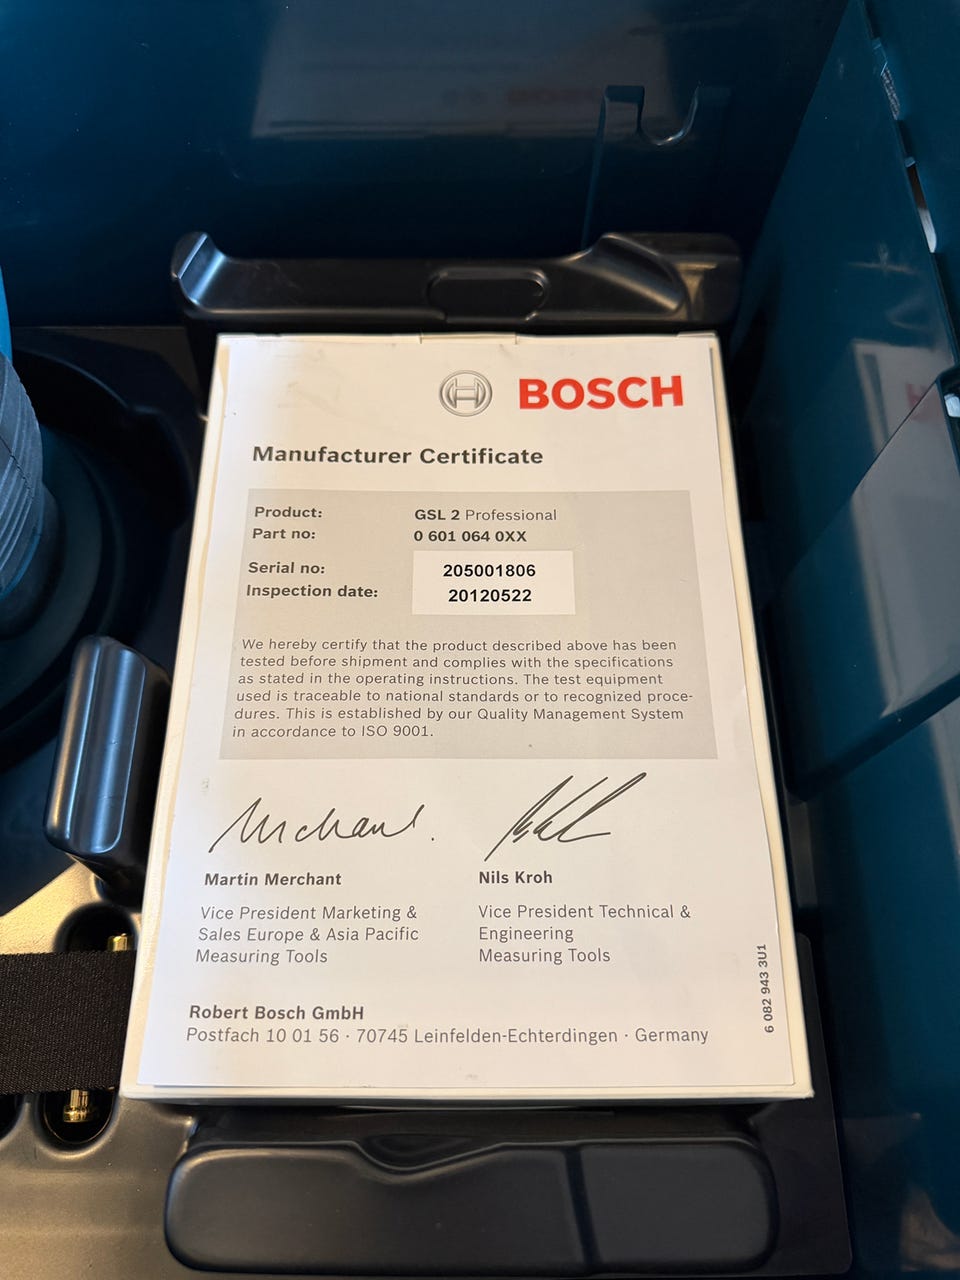 BOSCH
Manufacturer Certificate
Product: GSL 2 Professional
Part no: 0 601 064 0XX
Serial no: 205001806
Inspection date: 20120522
We hereby certify that the product described above has been
tested before shipment and complies with the specifications
as stated in the operating instructions. The test equipment
used is traceable to national standards or to recognized proce-
dures. This is established by our Quality Management System
in accordance to ISO 9001.
Merchant.
Martin Merchant
Vice President Marketing &
Sales Europe & Asia Pacific
Measuring Tools
Nils Kroh
Vice President Technical &
Engineering
Measuring Tools
Robert Bosch GmbH
Postfach 10 01 56 · 70745 Leinfelden-Echterdingen · Germany
6 082 943 3U1